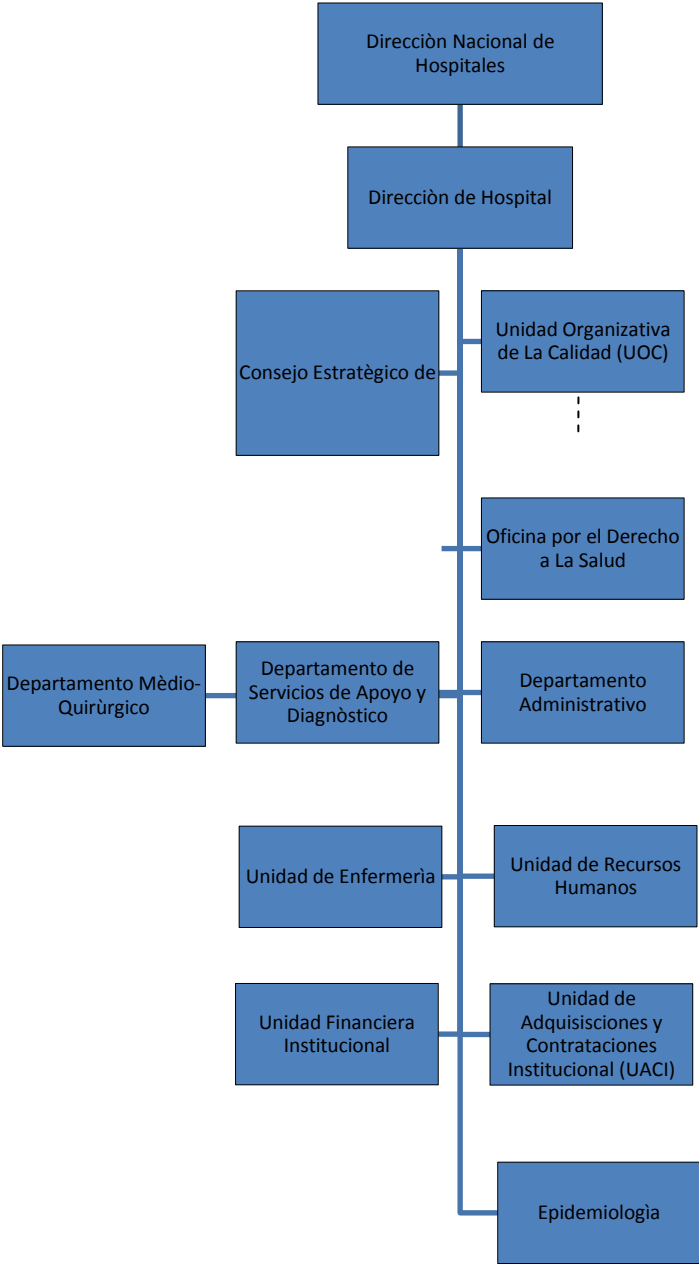 Direcciòn Nacional de
Hospitales
Direcciòn de Hospital
Consejo Estratègico de
Unidad Organizativa
de La Calidad (UOC)
Oficina por el Derecho
a La Salud
Departamento Mèdio-
Quirùrgico
Departamento de
Servicios de Apoyo y
Diagnòstico
Departamento
Administrativo
Unidad de Enfermerìa
Unidad de Recursos
Humanos
Unidad Financiera
Institucional
Unidad de
Adquisisciones y
Contrataciones
Institucional (UACI)
Epidemiologìa